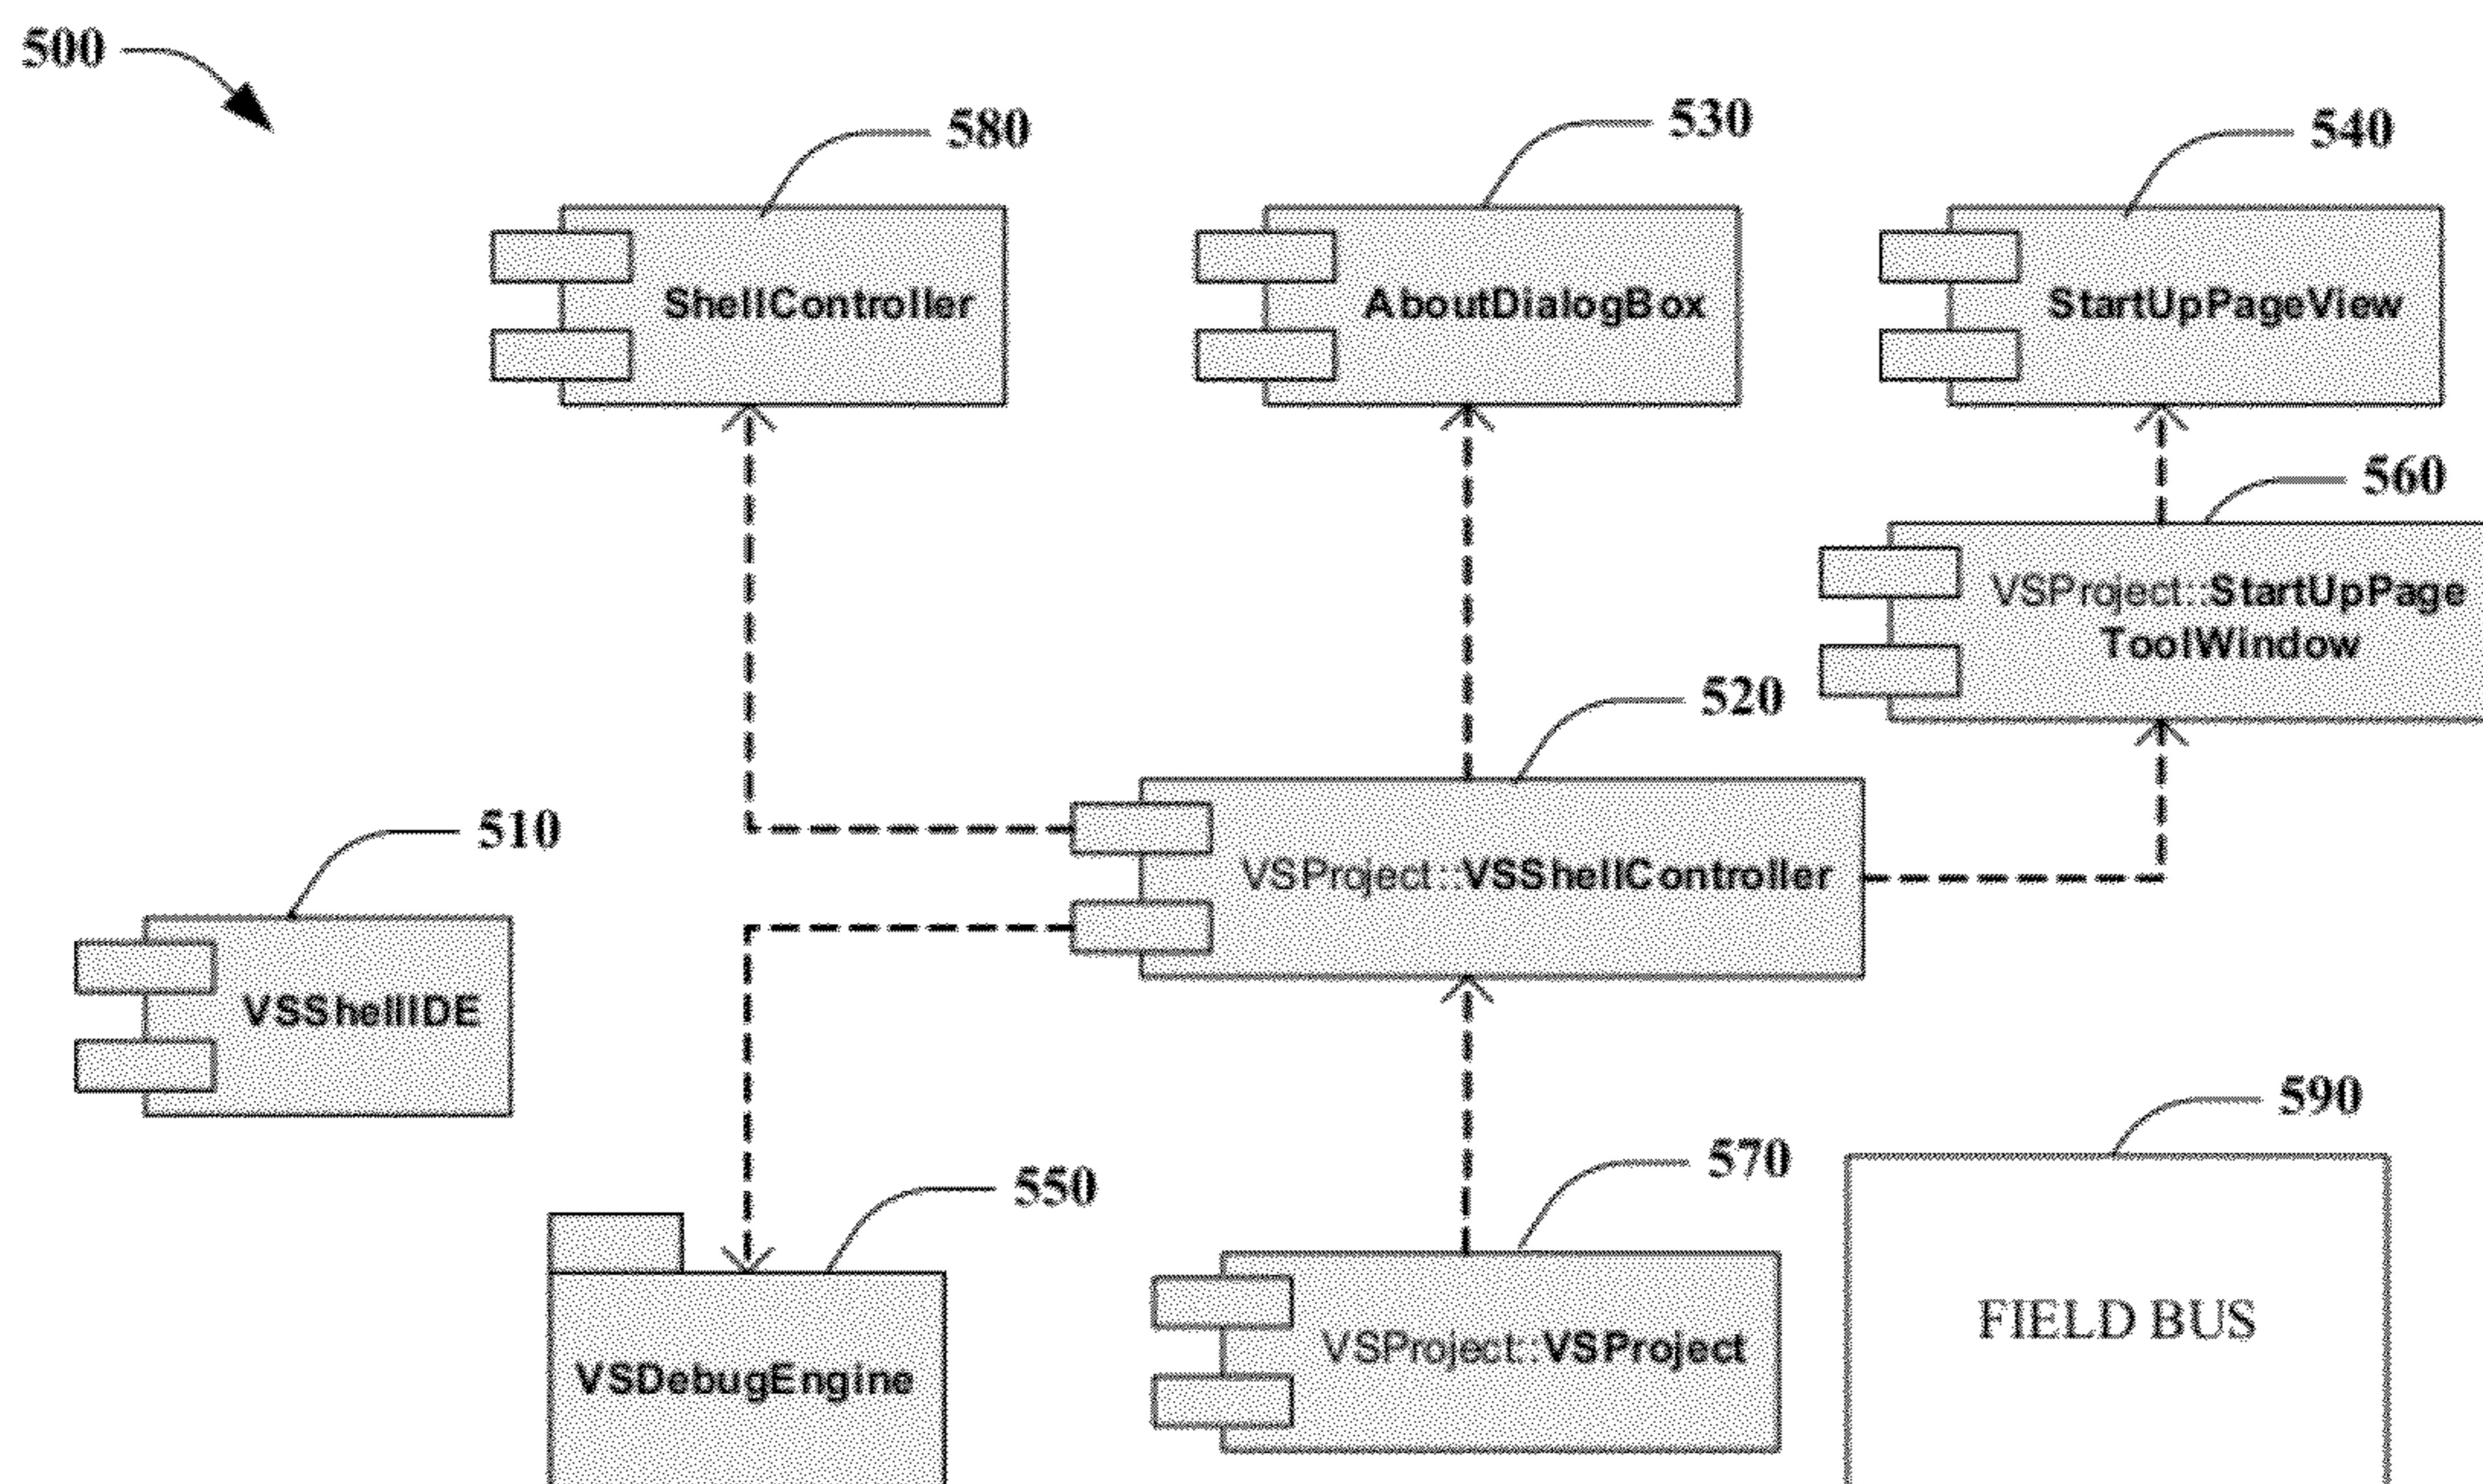 500
580
530
540
ShellController
AboutDialogBox
StartUpPageView
560
VSProject::StartUpPage
ToolWindow
520
510
VSProject::VSShellController
VSShellIDE
590
570
550
FIELD BUS
VSProject::VSProject
VSDebugEngine